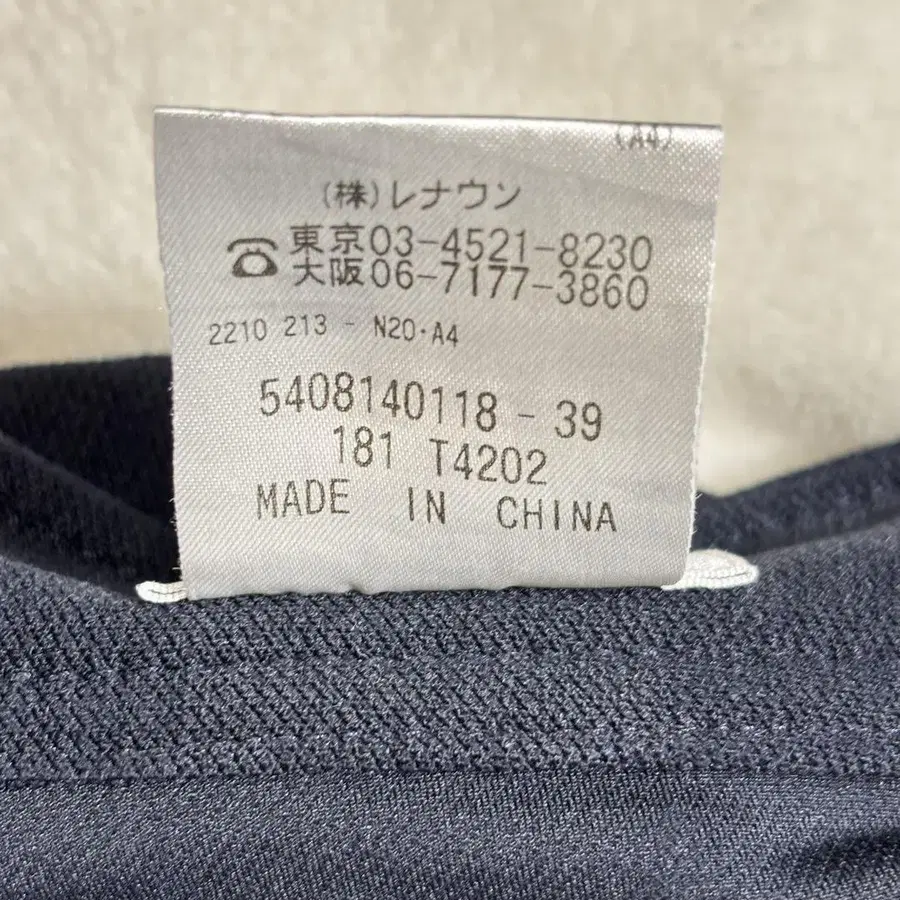 (A4)
(株)レナウン
☎東京03-4521-8230
大阪06-7177-3860
2210 213 - N20・A4
5408140118 - 39
181 T4202
MADE IN CHINA